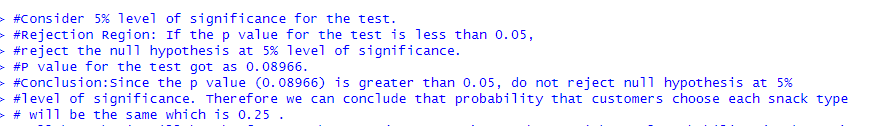 > #Consider 5% level of significance for the test.
> #Rejection Region: If the p value for the test is less than 0.05,
> #reject the null hypothesis at 5% level of significance.
> #P value for the test got as 0.08966.
> #Conclusion:Since the p value (0.08966) is greater than 0.05, do not reject null hypothesis at 5%
> #level of significance. Therefore we can conclude that probability that customers choose each snack type
> # will be the same which is 0.25 .